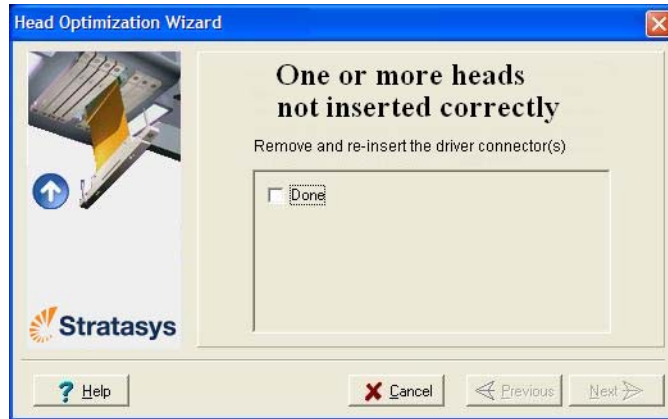 Head Optimization Wizard
One or more heads
not inserted correctly
Remove and re-insert the driver connector(s)
Done
Stratasys
Help
Cancel
Previous
Next